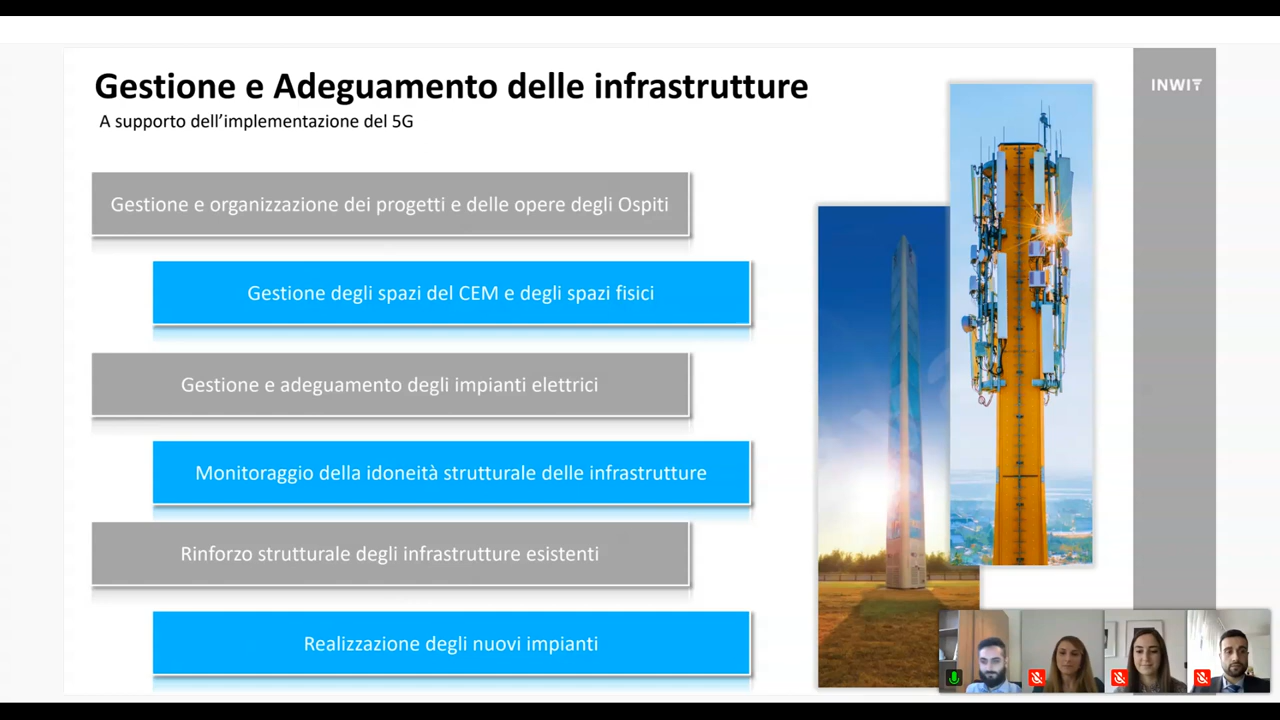 Gestione e Adeguamento delle infrastrutture
INWIT
A supporto dell'implementazione del 5G
Gestione e organizzazione dei progetti e delle opere degli Ospiti
Gestione degli spazi del CEM e degli spazi fisici
Gestione e adeguamento degli impianti elettrici
Monitoraggio della idoneità strutturale delle infrastrutture
Rinforzo strutturale degli infrastrutture esistenti
Realizzazione degli nuovi impianti